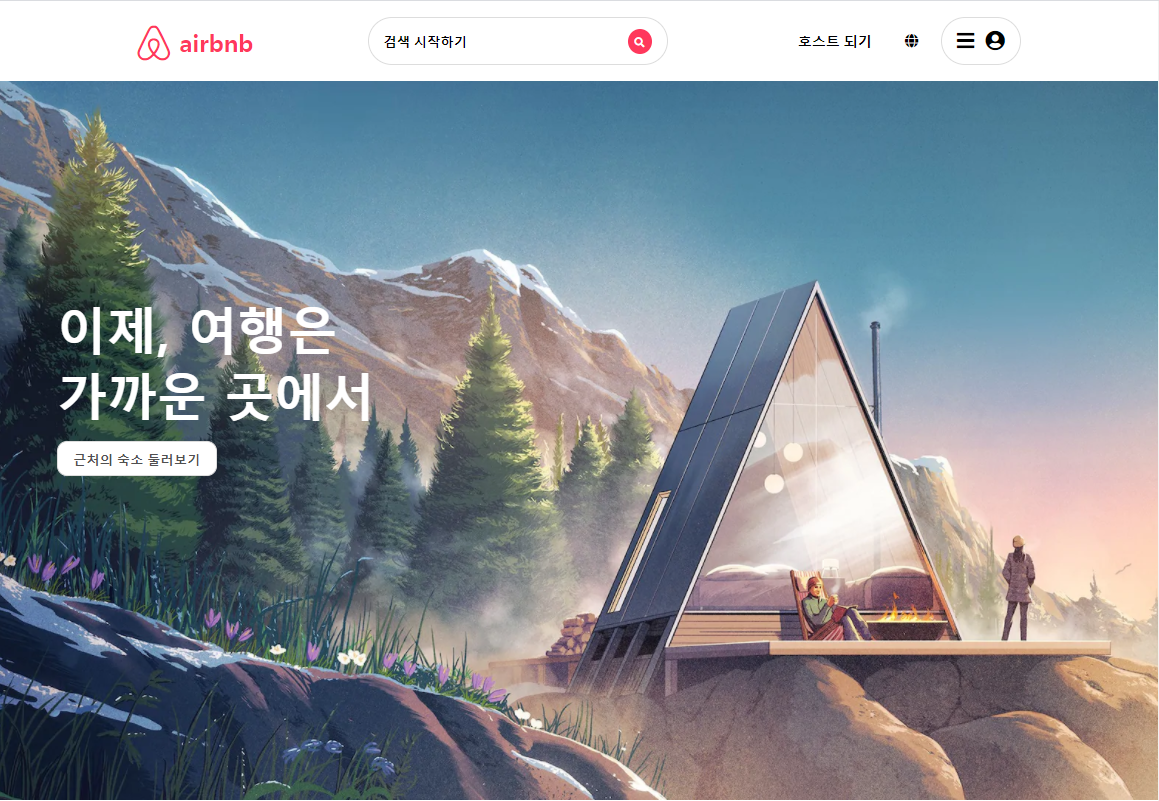 airbnb
검색 시작하기
호스트 되기
이제, 여행은
가까운 곳에서
근처의 숙소 둘러보기